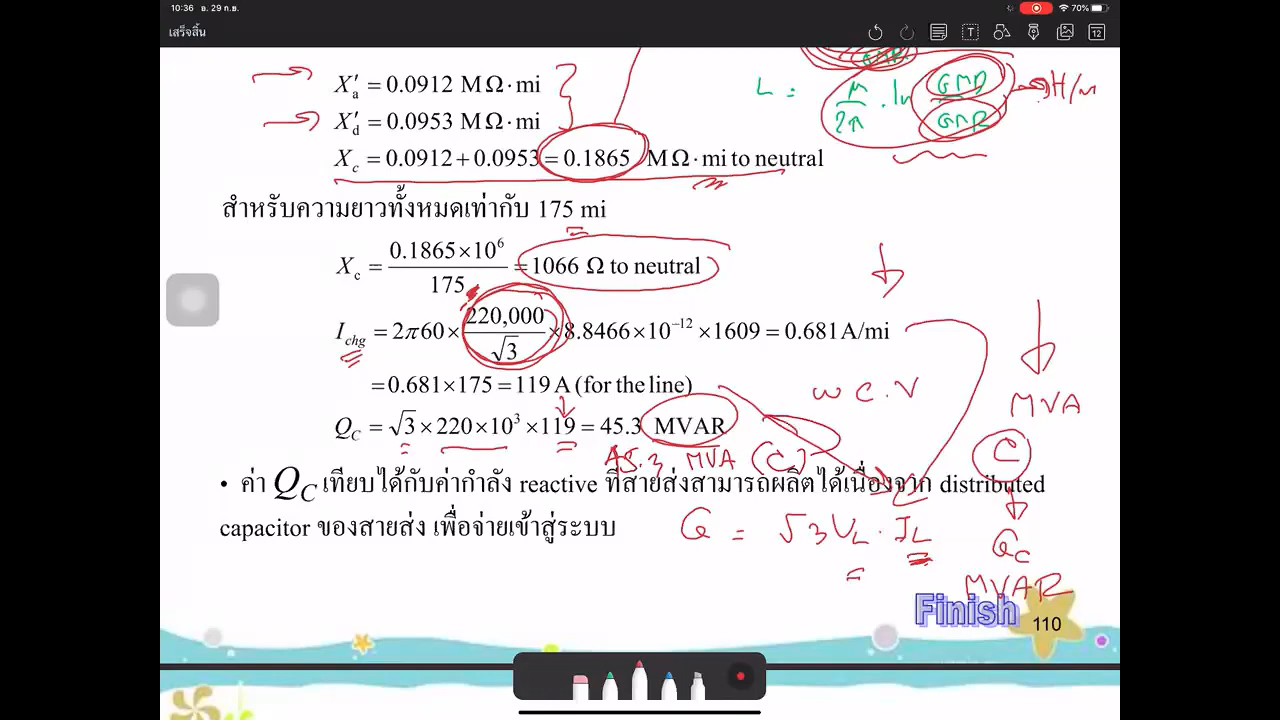 10:36 อ. 29 ก.ย.
70%
เสร็จสิ้น
T
12
X′a = 0.0912 MΩ·mi
X′d = 0.0953 MΩ·mi
Xc = 0.0912 + 0.0953 = 0.1865 MΩ·mi to neutral
L = μ/2π · ln GMD/GMR H/m
สำหรับความยาวทั้งหมดเท่ากับ 175 mi
Xc = 0.1865×10⁶/175 = 1066 Ω to neutral
Ichg = 2π60 × 220,000/√3 × 8.8466×10⁻¹² ×1609 = 0.681 A/mi
= 0.681×175 = 119 A (for the line)
ω C . V
MVA
QC = √3 × 220×10³ ×119 = 45.3 MVAR
45.3 MVA (C)
C
• ค่า QC เทียบได้กับค่ากำลัง reactive ที่สายส่งสามารถผลิตได้เนื่องจาก distributed
capacitor ของสายส่ง เพื่อจ่ายเข้าสู่ระบบ
Q = √3 VL · IL
QC
MVAR
Finish
110